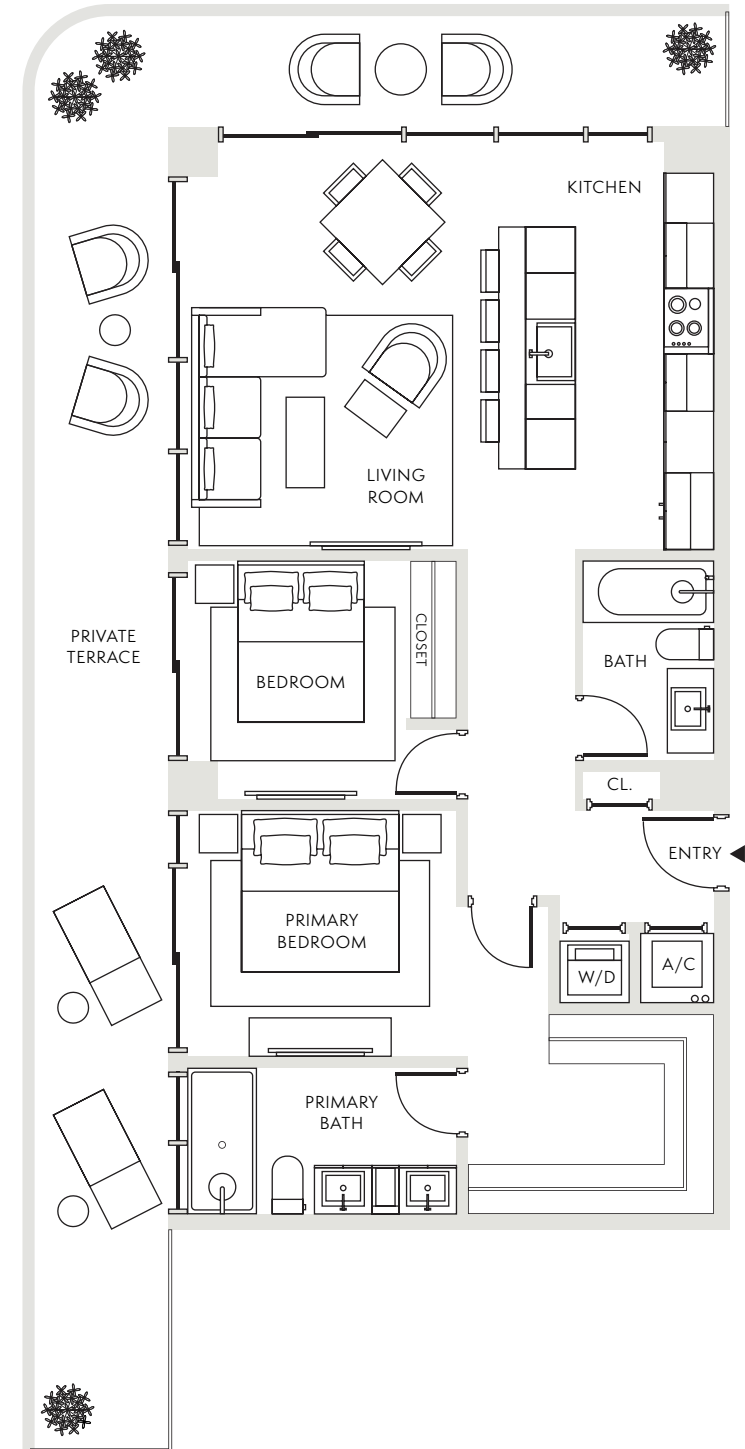 KITCHEN
LIVING
ROOM
PRIVATE
TERRACE
BEDROOM
CLOSET
BATH
CL.
ENTRY
PRIMARY
BEDROOM
W/D
A/C
PRIMARY
BATH